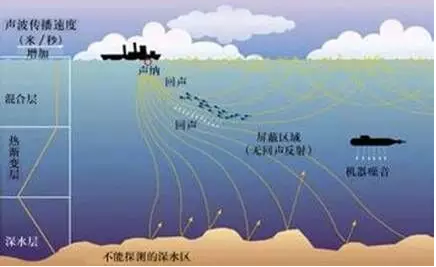 声波传播速度
(米／秒)
增加
混合层
热渐变层
深水层
声纳
回声
回声
屏蔽区域
(无回声反射)
机器噪音
不能探测的深水区